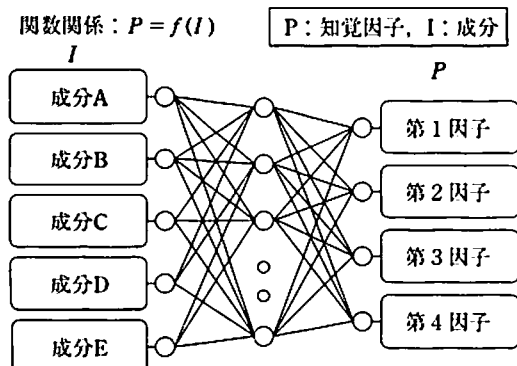 関数関係：P＝f(I)
P：知覚因子，I：成分
I
P
成分A
成分B
成分C
成分D
成分E
第1因子
第2因子
第3因子
第4因子